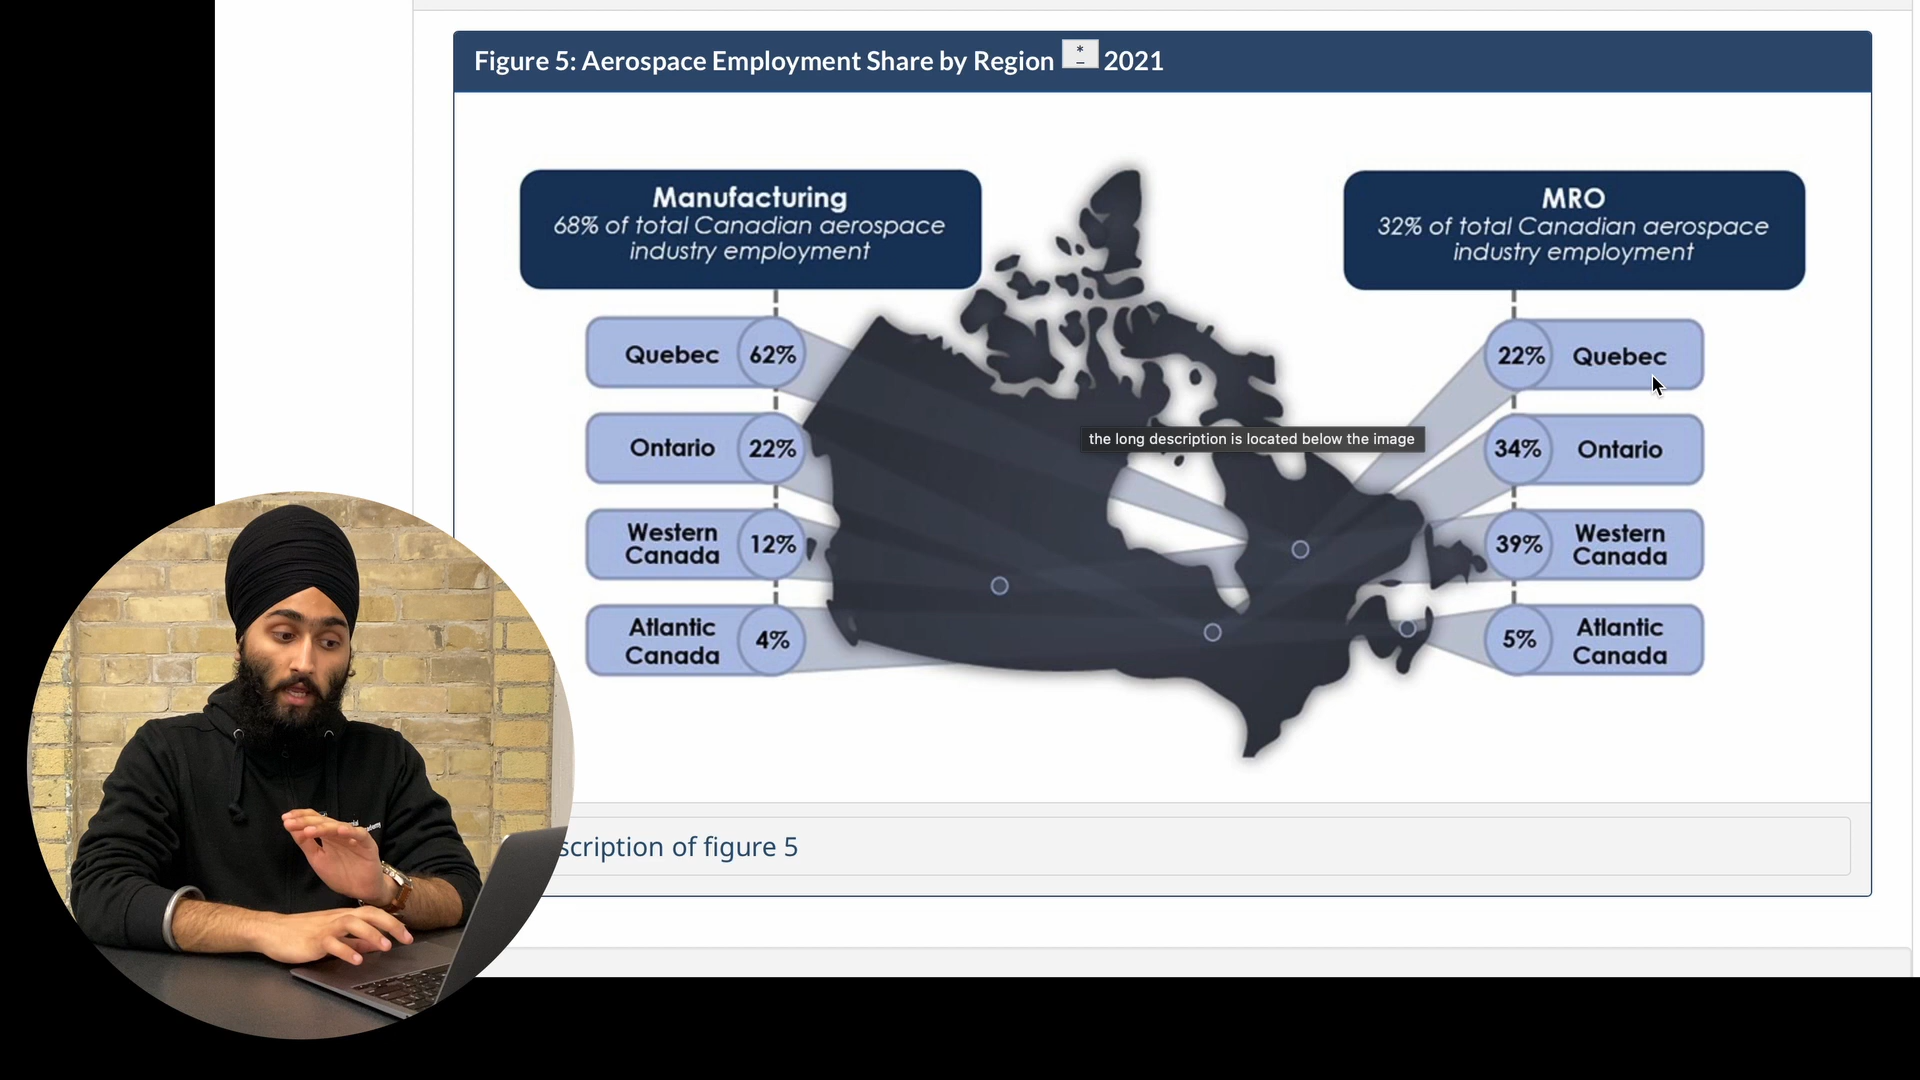 Figure 5: Aerospace Employment Share by Region * 2021
Manufacturing
68% of total Canadian aerospace
industry employment
Quebec 62%
Ontario 22%
Western
Canada
12%
Atlantic
Canada
4%
MRO
32% of total Canadian aerospace
industry employment
22% Quebec
34% Ontario
39%
Western
Canada
5%
Atlantic
Canada
the long description is located below the image
scription of figure 5